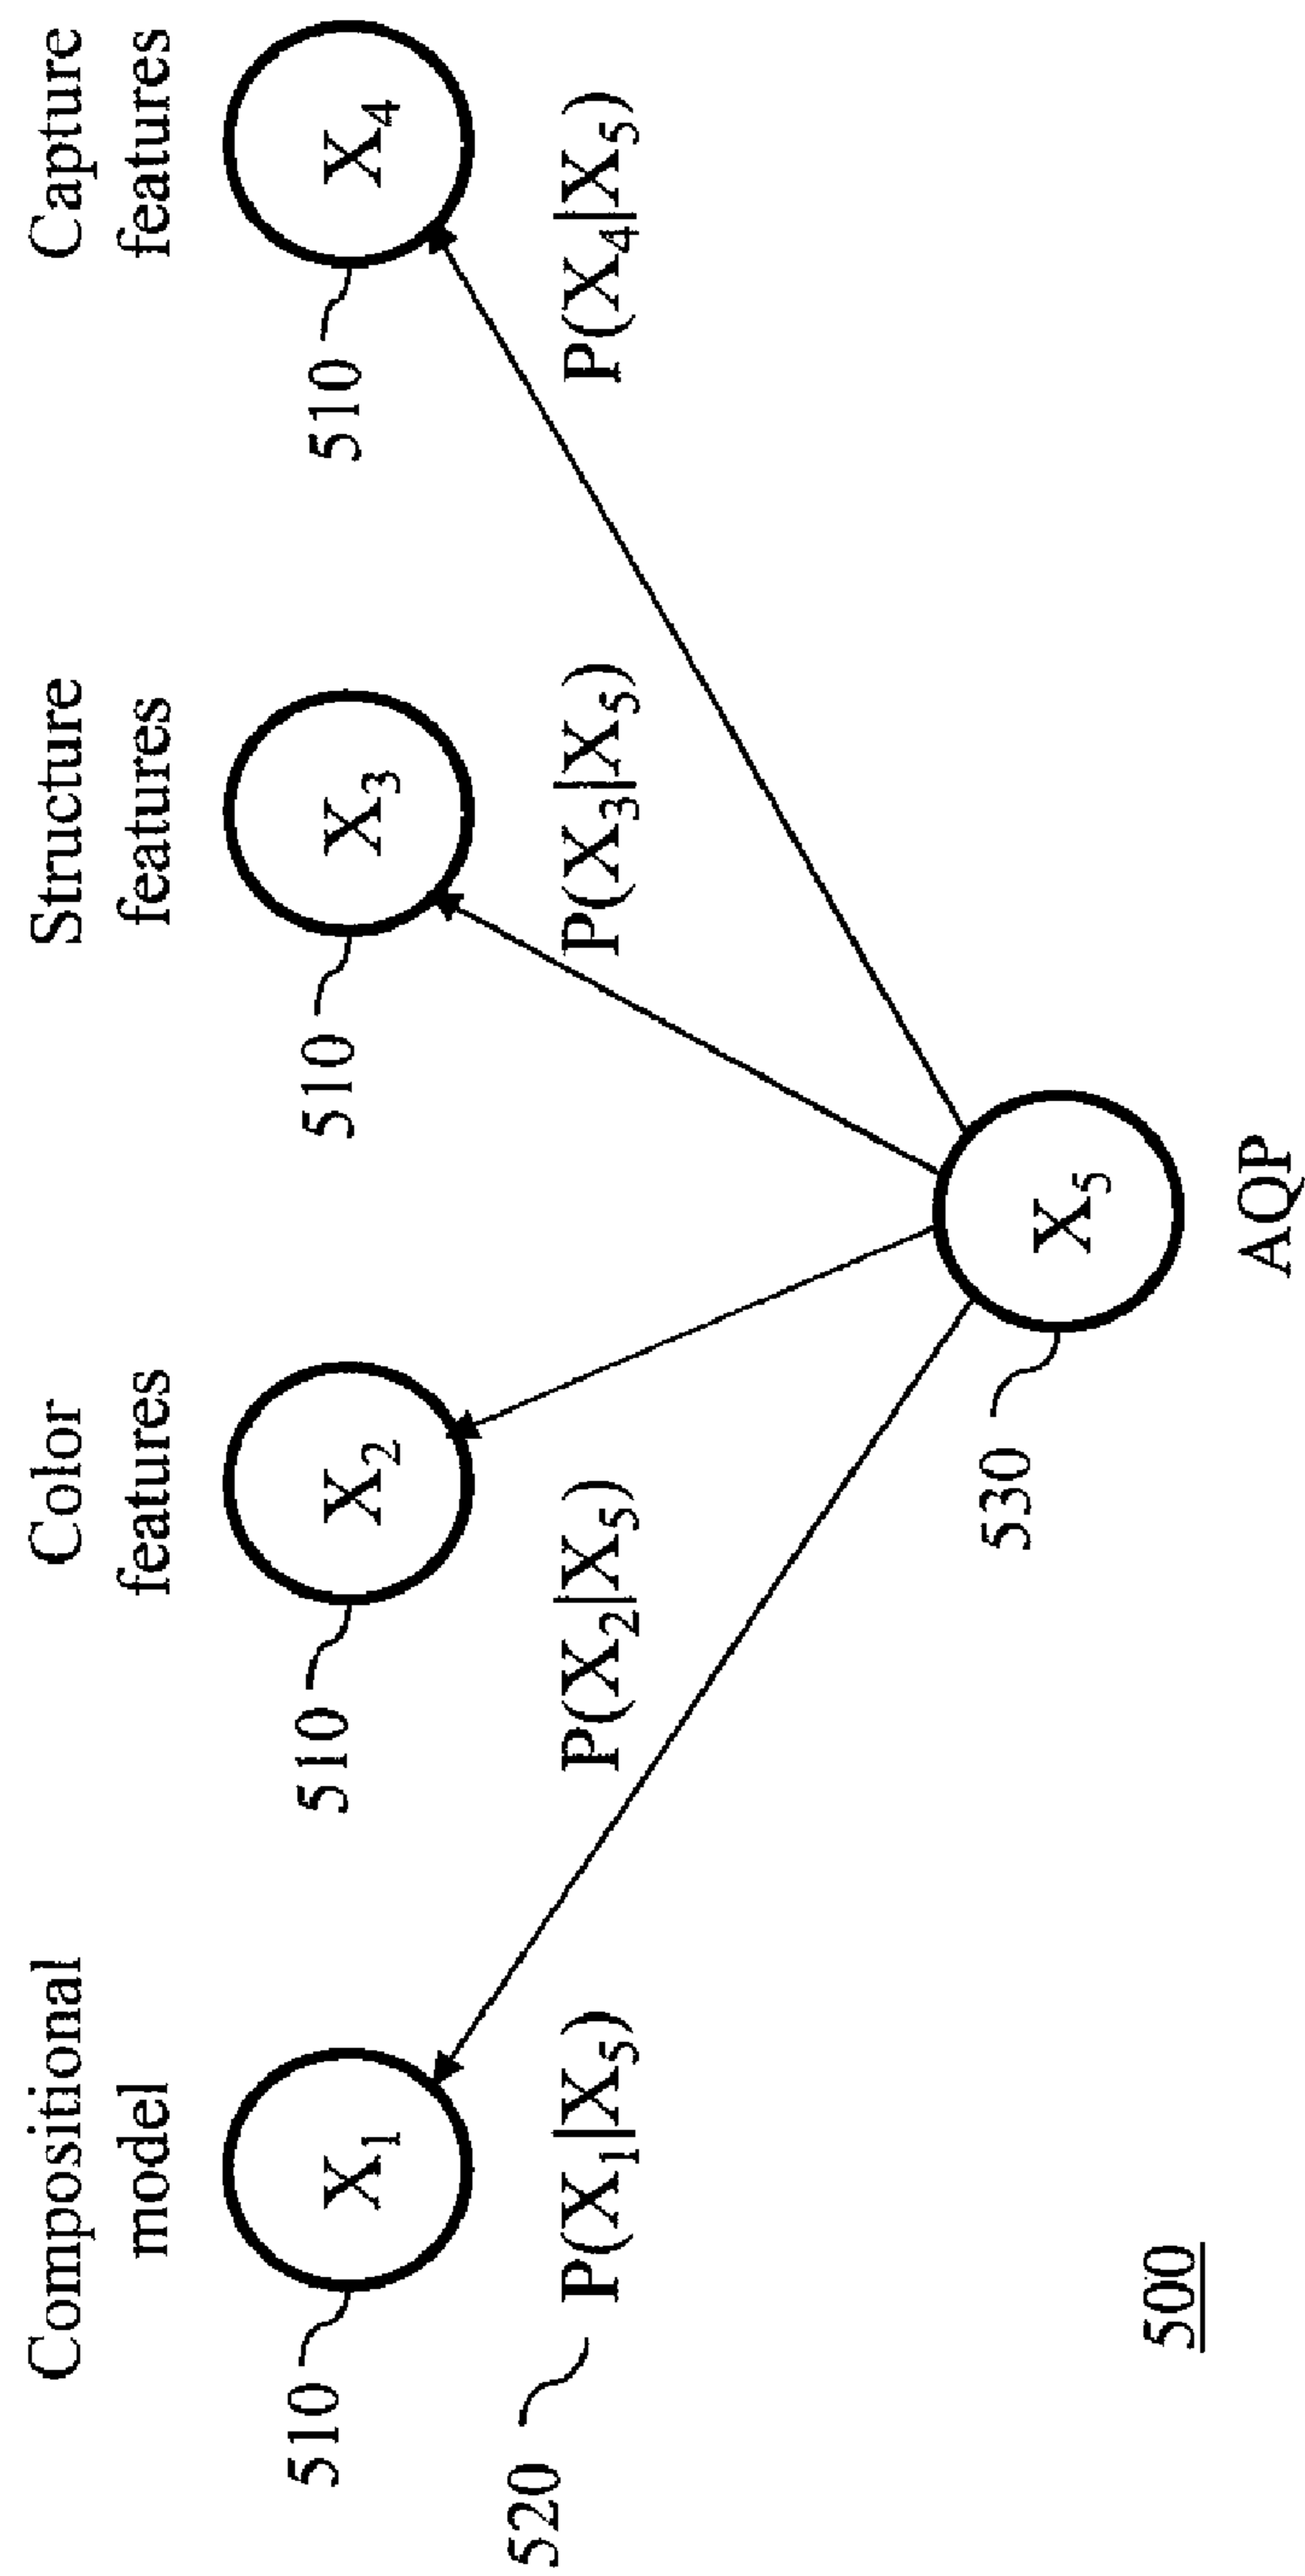 Compositional
model
Color
features
Structure
features
Capture
features
X1
X2
X3
X4
510
510
510
510
520
P(X1|X5)
P(X2|X5)
P(X3|X5)
P(X4|X5)
530
X5
AQP
500